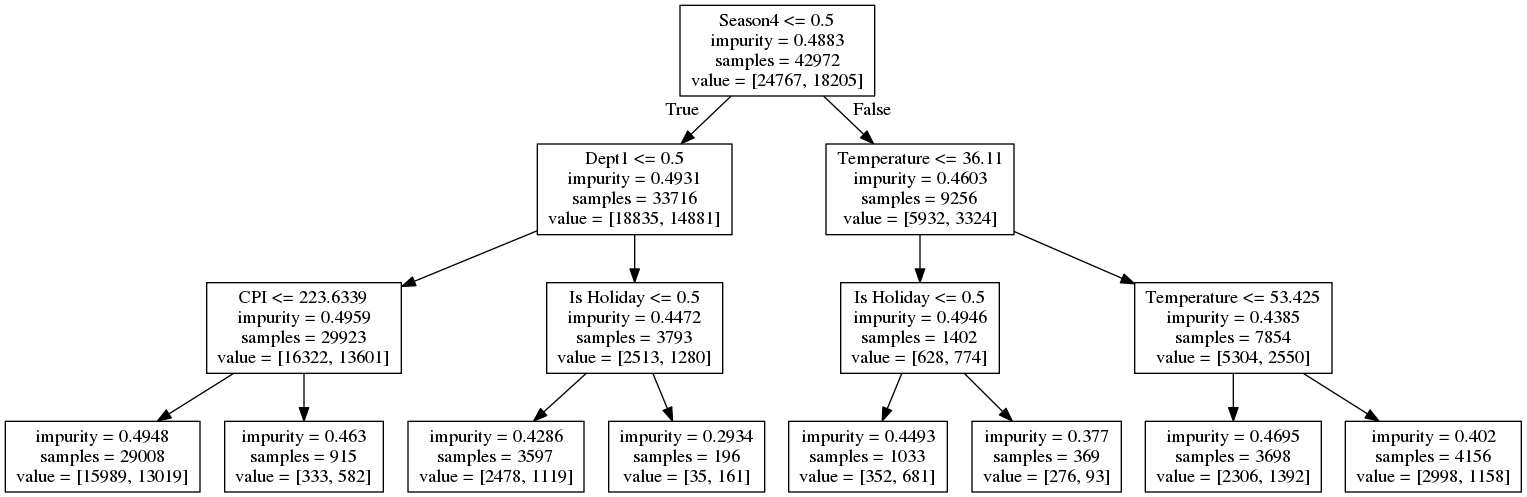 Season4 <= 0.5
impurity = 0.4883
samples = 42972
value = [24767, 18205]
True
False
Dept1 <= 0.5
impurity = 0.4931
samples = 33716
value = [18835, 14881]
Temperature <= 36.11
impurity = 0.4603
samples = 9256
value = [5932, 3324]
CPI <= 223.6339
impurity = 0.4959
samples = 29923
value = [16322, 13601]
Is Holiday <= 0.5
impurity = 0.4472
samples = 3793
value = [2513, 1280]
Is Holiday <= 0.5
impurity = 0.4946
samples = 1402
value = [628, 774]
Temperature <= 53.425
impurity = 0.4385
samples = 7854
value = [5304, 2550]
impurity = 0.4948
samples = 29008
value = [15989, 13019]
impurity = 0.463
samples = 915
value = [333, 582]
impurity = 0.4286
samples = 3597
value = [2478, 1119]
impurity = 0.2934
samples = 196
value = [35, 161]
impurity = 0.4493
samples = 1033
value = [352, 681]
impurity = 0.377
samples = 369
value = [276, 93]
impurity = 0.4695
samples = 3698
value = [2306, 1392]
impurity = 0.402
samples = 4156
value = [2998, 1158]